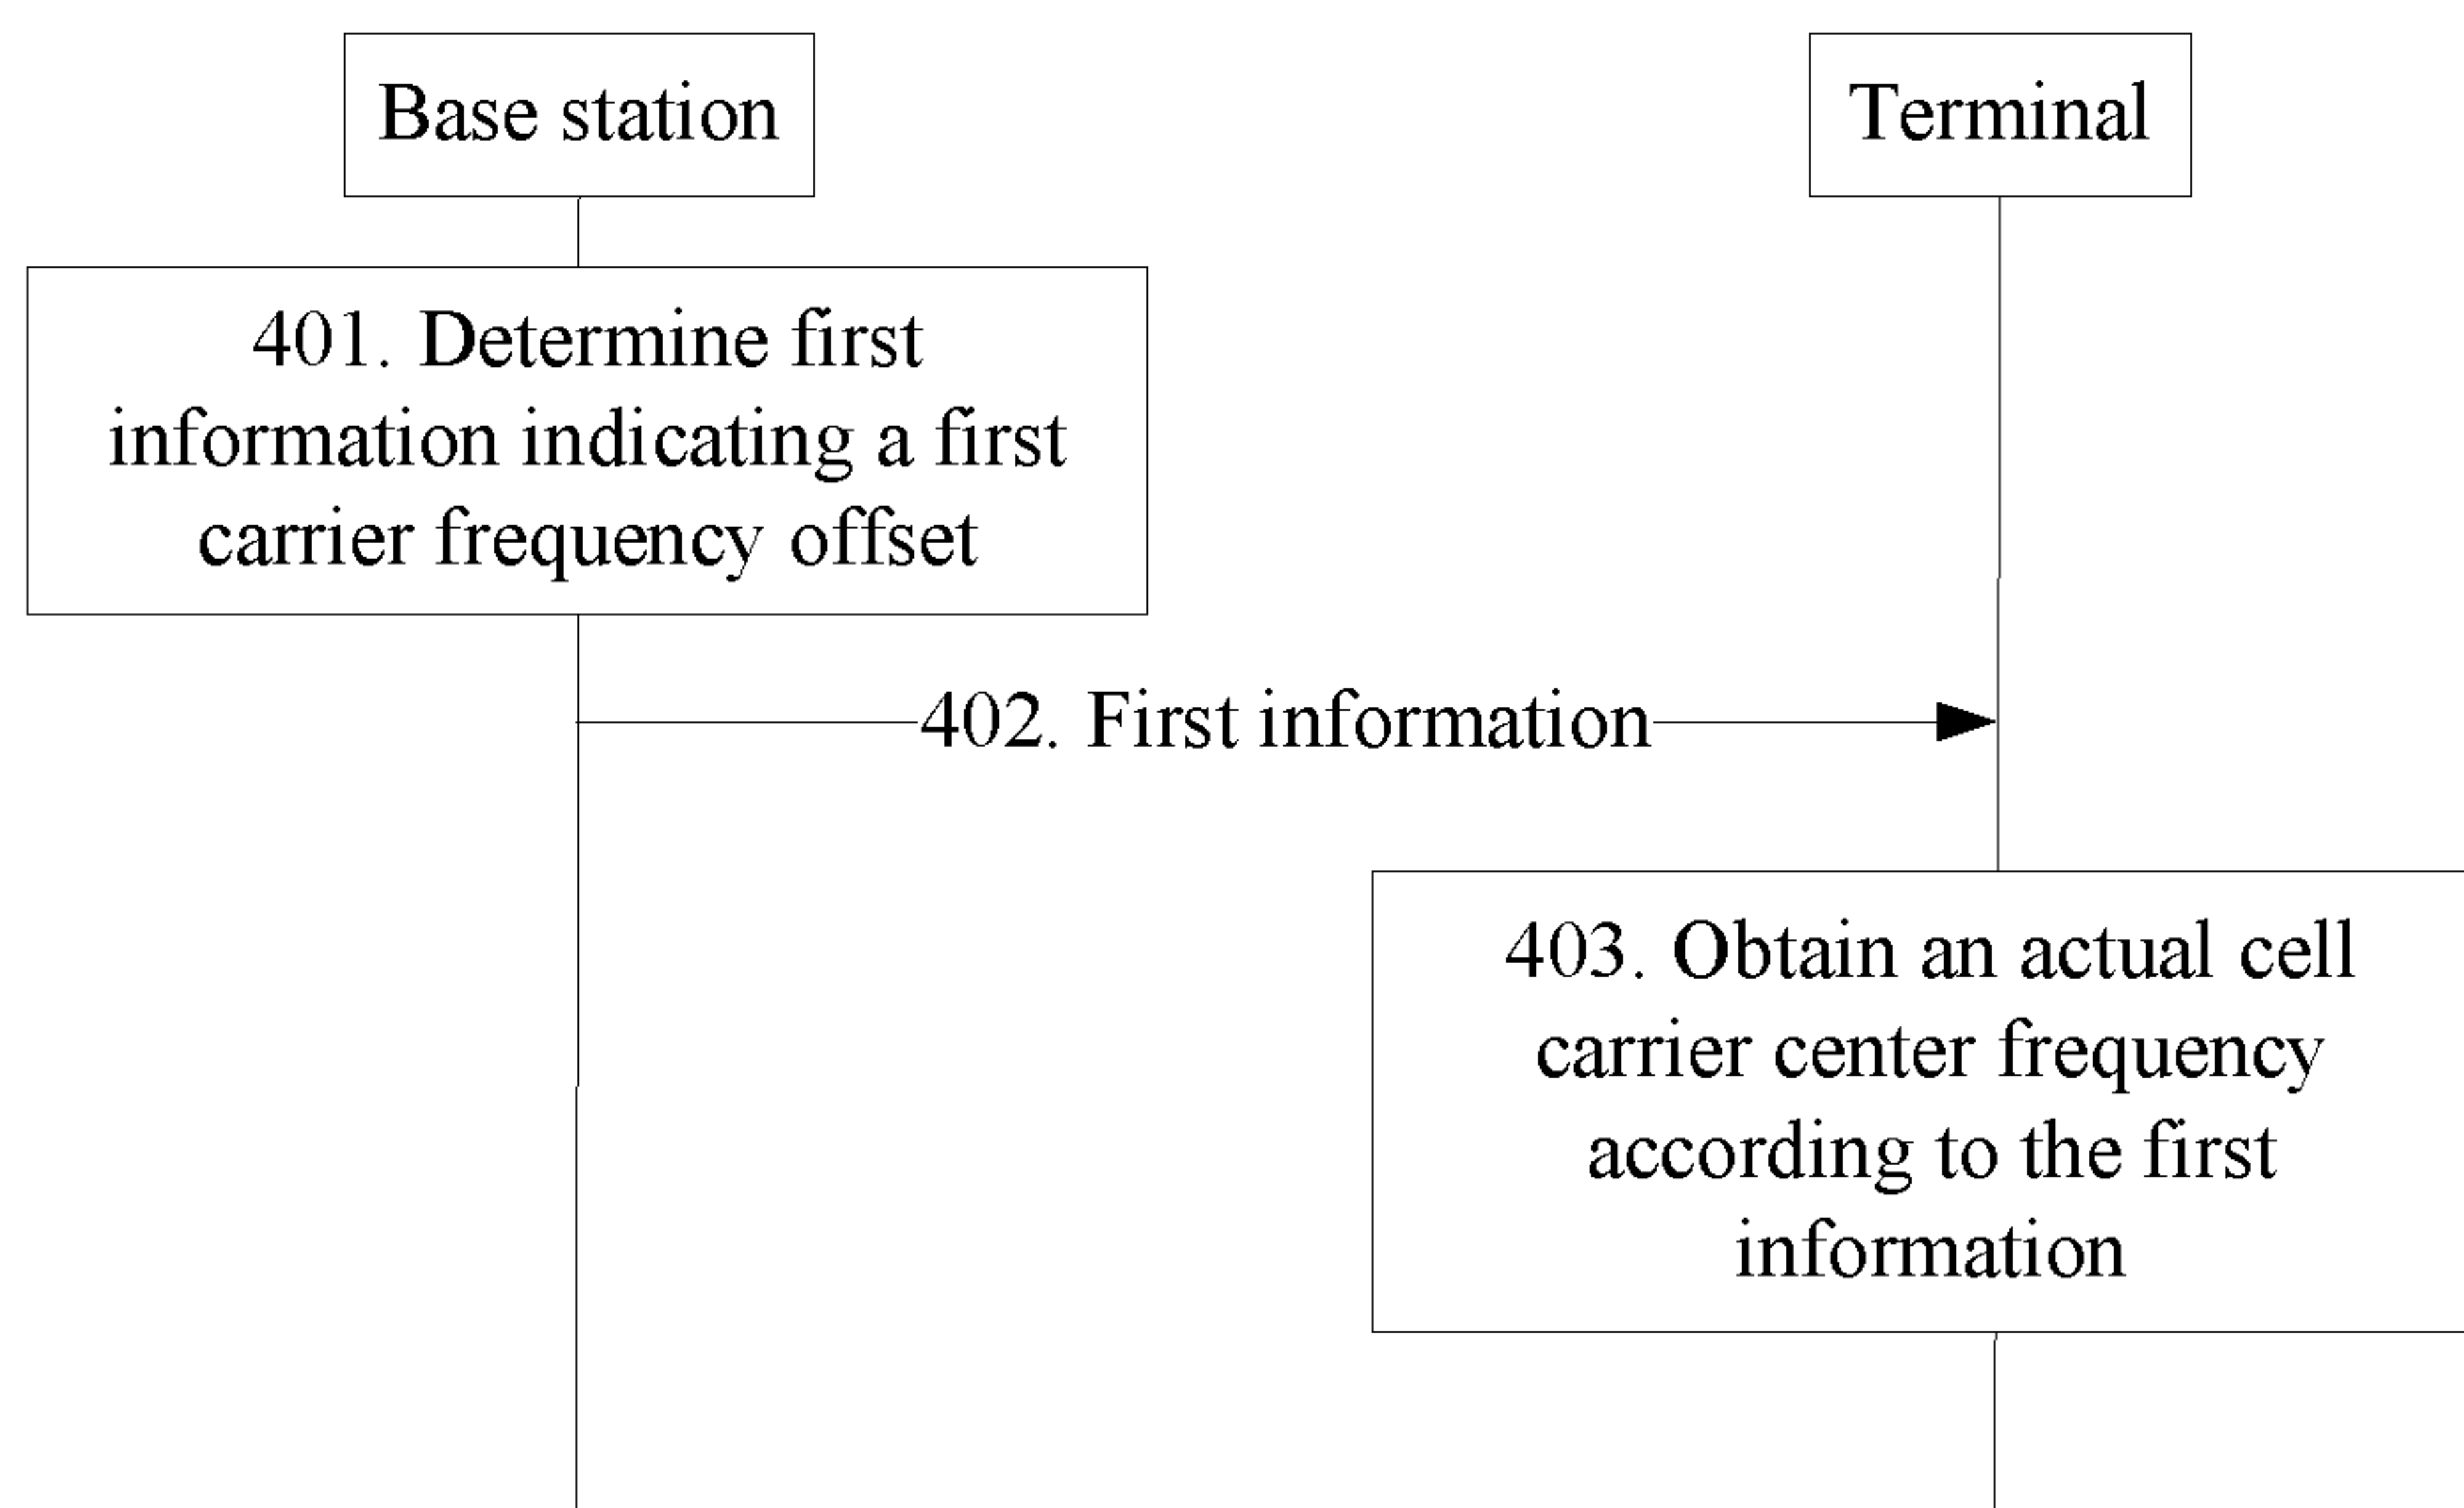 Base station
Terminal
401. Determine first
information indicating a first
carrier frequency offset
402. First information
403. Obtain an actual cell
carrier center frequency
according to the first
information